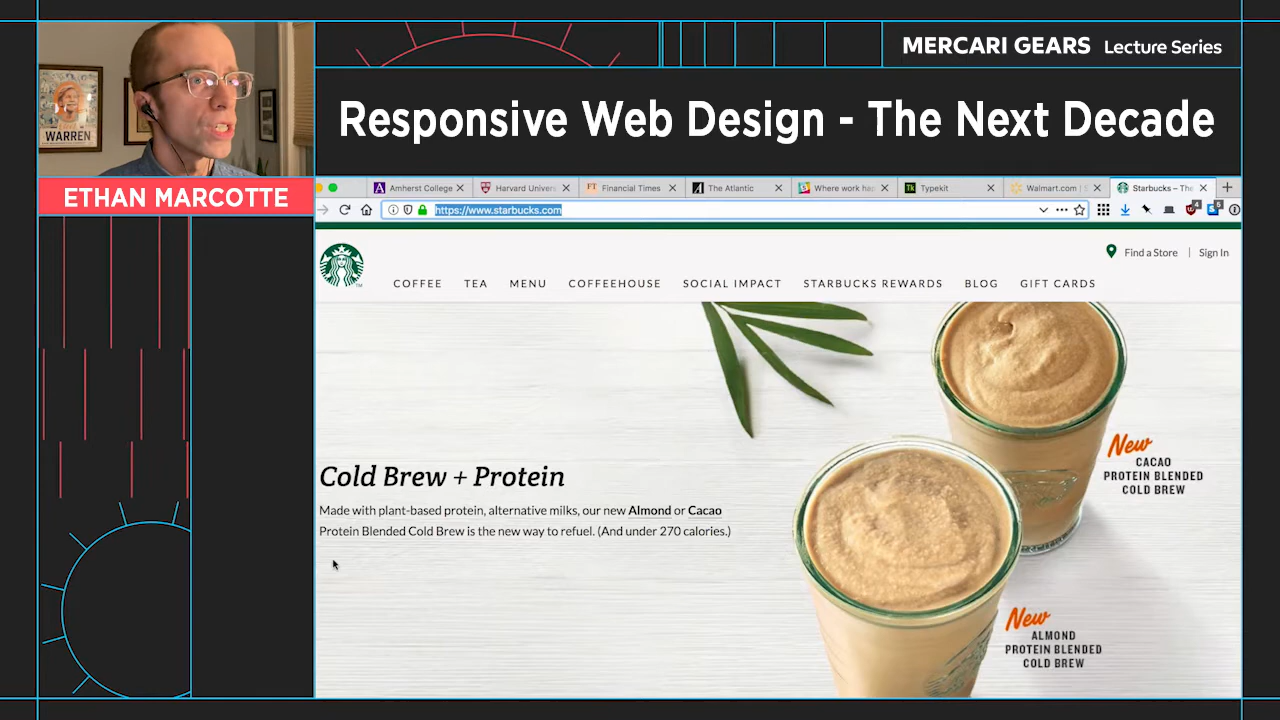 MERCARI GEARS Lecture Series
Responsive Web Design - The Next Decade
WARREN
ETHAN MARCOTTE
Amherst College
Harvard Univers
FT Financial Times
The Atlantic
Where work ha
Tk Typekit
Walmart.com | S
Starbucks – The
https://www.starbucks.com
4
5
Find a Store | Sign In
COFFEE TEA MENU COFFEEHOUSE SOCIAL IMPACT STARBUCKS REWARDS BLOG GIFT CARDS
Cold Brew + Protein
Made with plant-based protein, alternative milks, our new Almond or Cacao
Protein Blended Cold Brew is the new way to refuel. (And under 270 calories.)
New
CACAO
PROTEIN BLENDED
COLD BREW
New
ALMOND
PROTEIN BLENDED
COLD BREW